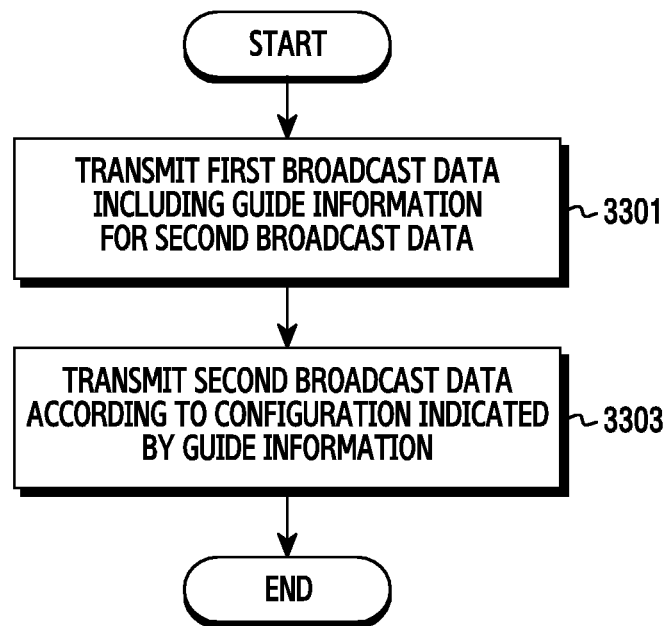 START
TRANSMIT FIRST BROADCAST DATA
INCLUDING GUIDE INFORMATION
FOR SECOND BROADCAST DATA
3301
TRANSMIT SECOND BROADCAST DATA
ACCORDING TO CONFIGURATION INDICATED
BY GUIDE INFORMATION
3303
END